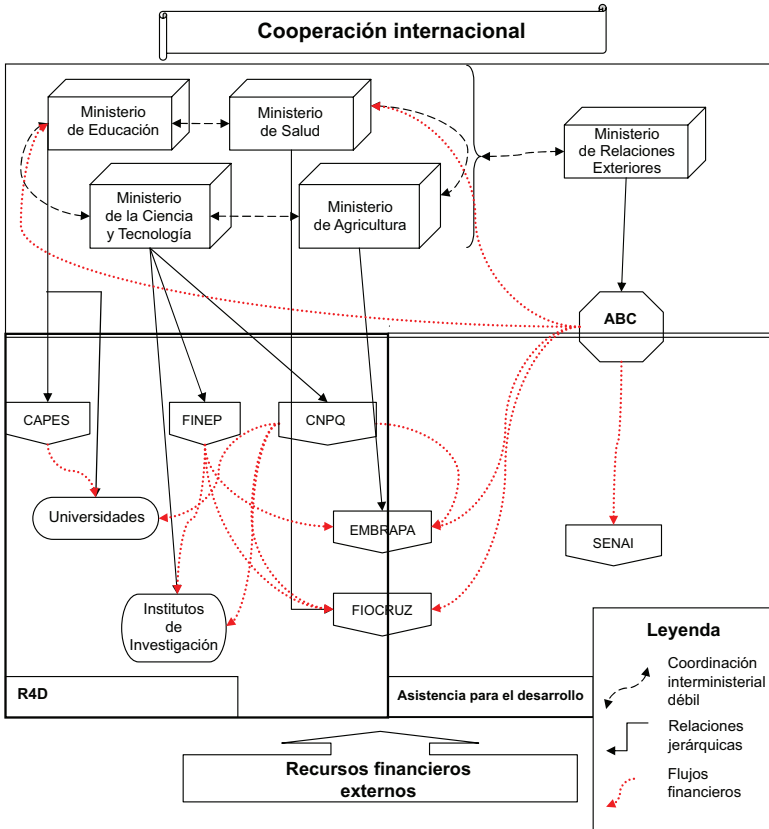 Cooperación internacional
Ministerio
de Educación
Ministerio
de Salud
Ministerio
de Relaciones
Exteriores
Ministerio
de la Ciencia
y Tecnología
Ministerio
de Agricultura
ABC
CAPES
FINEP
CNPQ
Universidades
EMBRAPA
SENAI
Institutos
de
Investigación
FIOCRUZ
R4D
Asistencia para el desarrollo
Leyenda
Coordinación
interministerial
débil
Relaciones
jerárquicas
Flujos
financieros
Recursos financieros
externos